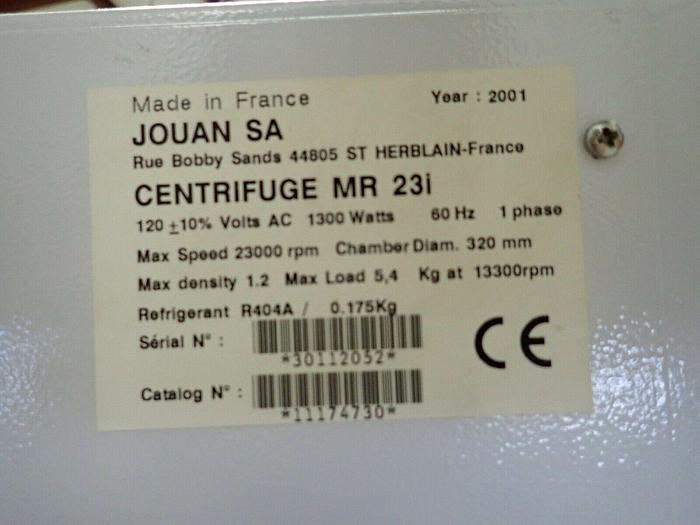 Made in France Year : 2001
JOUAN SA
Rue Bobby Sands 44805 ST HERBLAIN-France
CENTRIFUGE MR 23i
120 ±10% Volts AC 1300 Watts 60 Hz 1 phase
Max Speed 23000 rpm Chamber Diam. 320 mm
Max density 1.2 Max Load 5,4 Kg at 13300rpm
Refrigerant R404A / 0.175Kg
Sérial N° :
*30112052*
CE
Catalog N° :
*11174730*